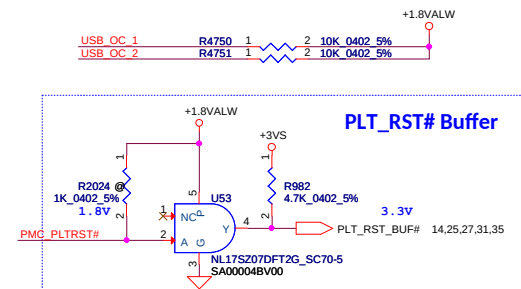 +1.8VALW
USB_OC_1 R4750 1 2 10K_0402_5%
USB_OC_2 R4751 1 2 10K_0402_5%
+1.8VALW
PLT_RST# Buffer
+3VS
1 1
R2024 @ 5 U53 R982
1K_0402_5% 4.7K_0402_5%
1.8V 2 1 NC P 2 3.3V
PMC_PLTRST# 2 A G Y 4 PLT_RST_BUF# 14,25,27,31,35
3
NL17SZ07DFT2G_SC70-5
SA00004BV00